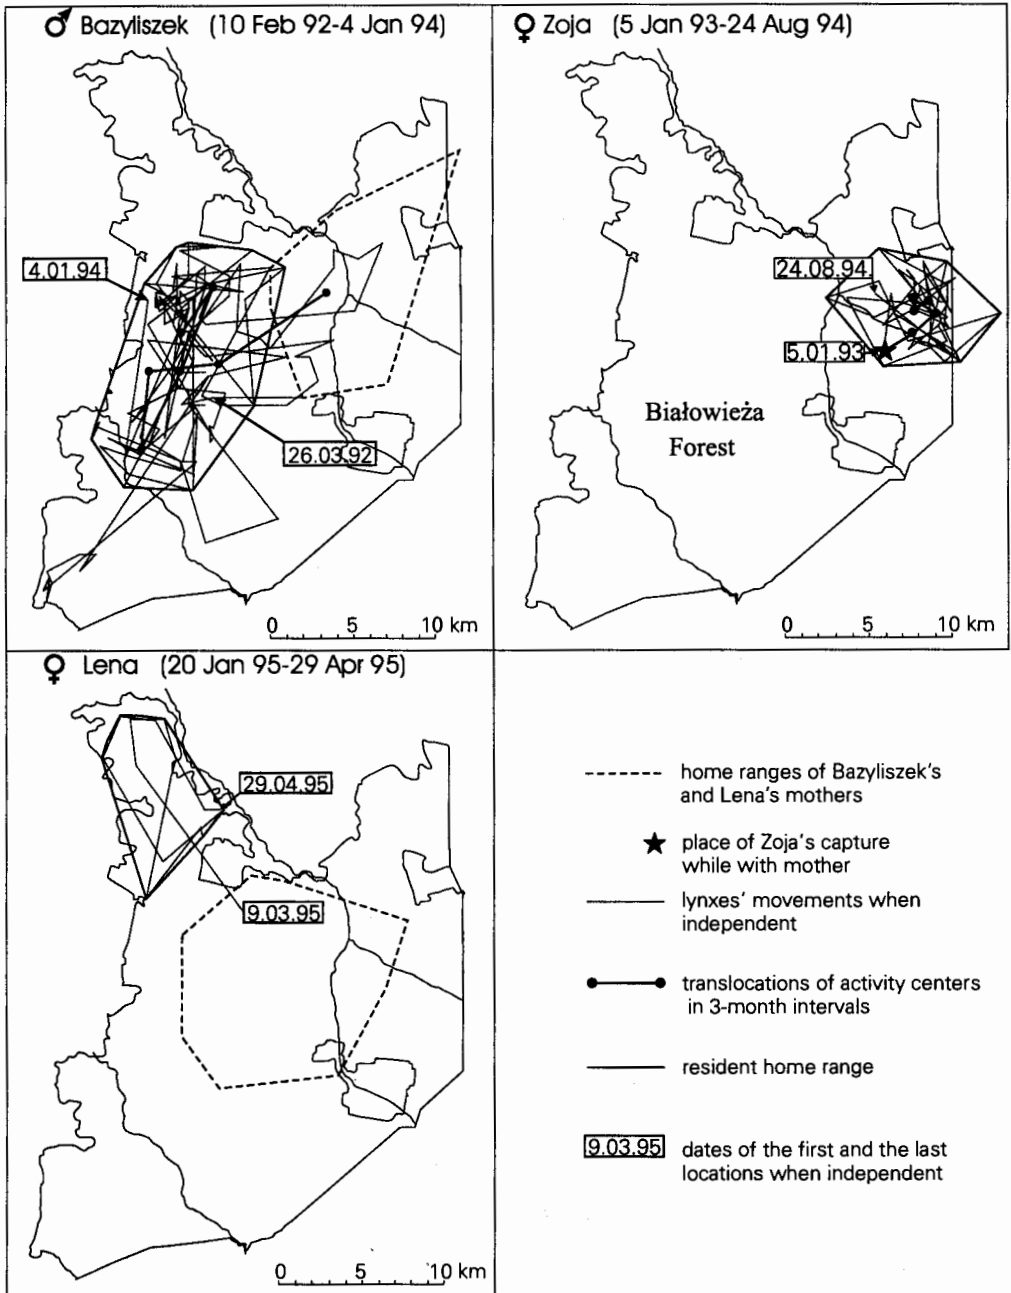 ♂ Bazyliszek (10 Feb 92-4 Jan 94)
4.01.94
26.03.92
0 5 10 km
♀ Zoja (5 Jan 93-24 Aug 94)
24.08.94
5.01.93
Białowieża
Forest
0 5 10 km
♀ Lena (20 Jan 95-29 Apr 95)
29.04.95
9.03.95
0 5 10 km
home ranges of Bazyliszek's
and Lena's mothers
place of Zoja's capture
while with mother
lynxes' movements when
independent
translocations of activity centers
in 3-month intervals
resident home range
9.03.95 dates of the first and the last
locations when independent